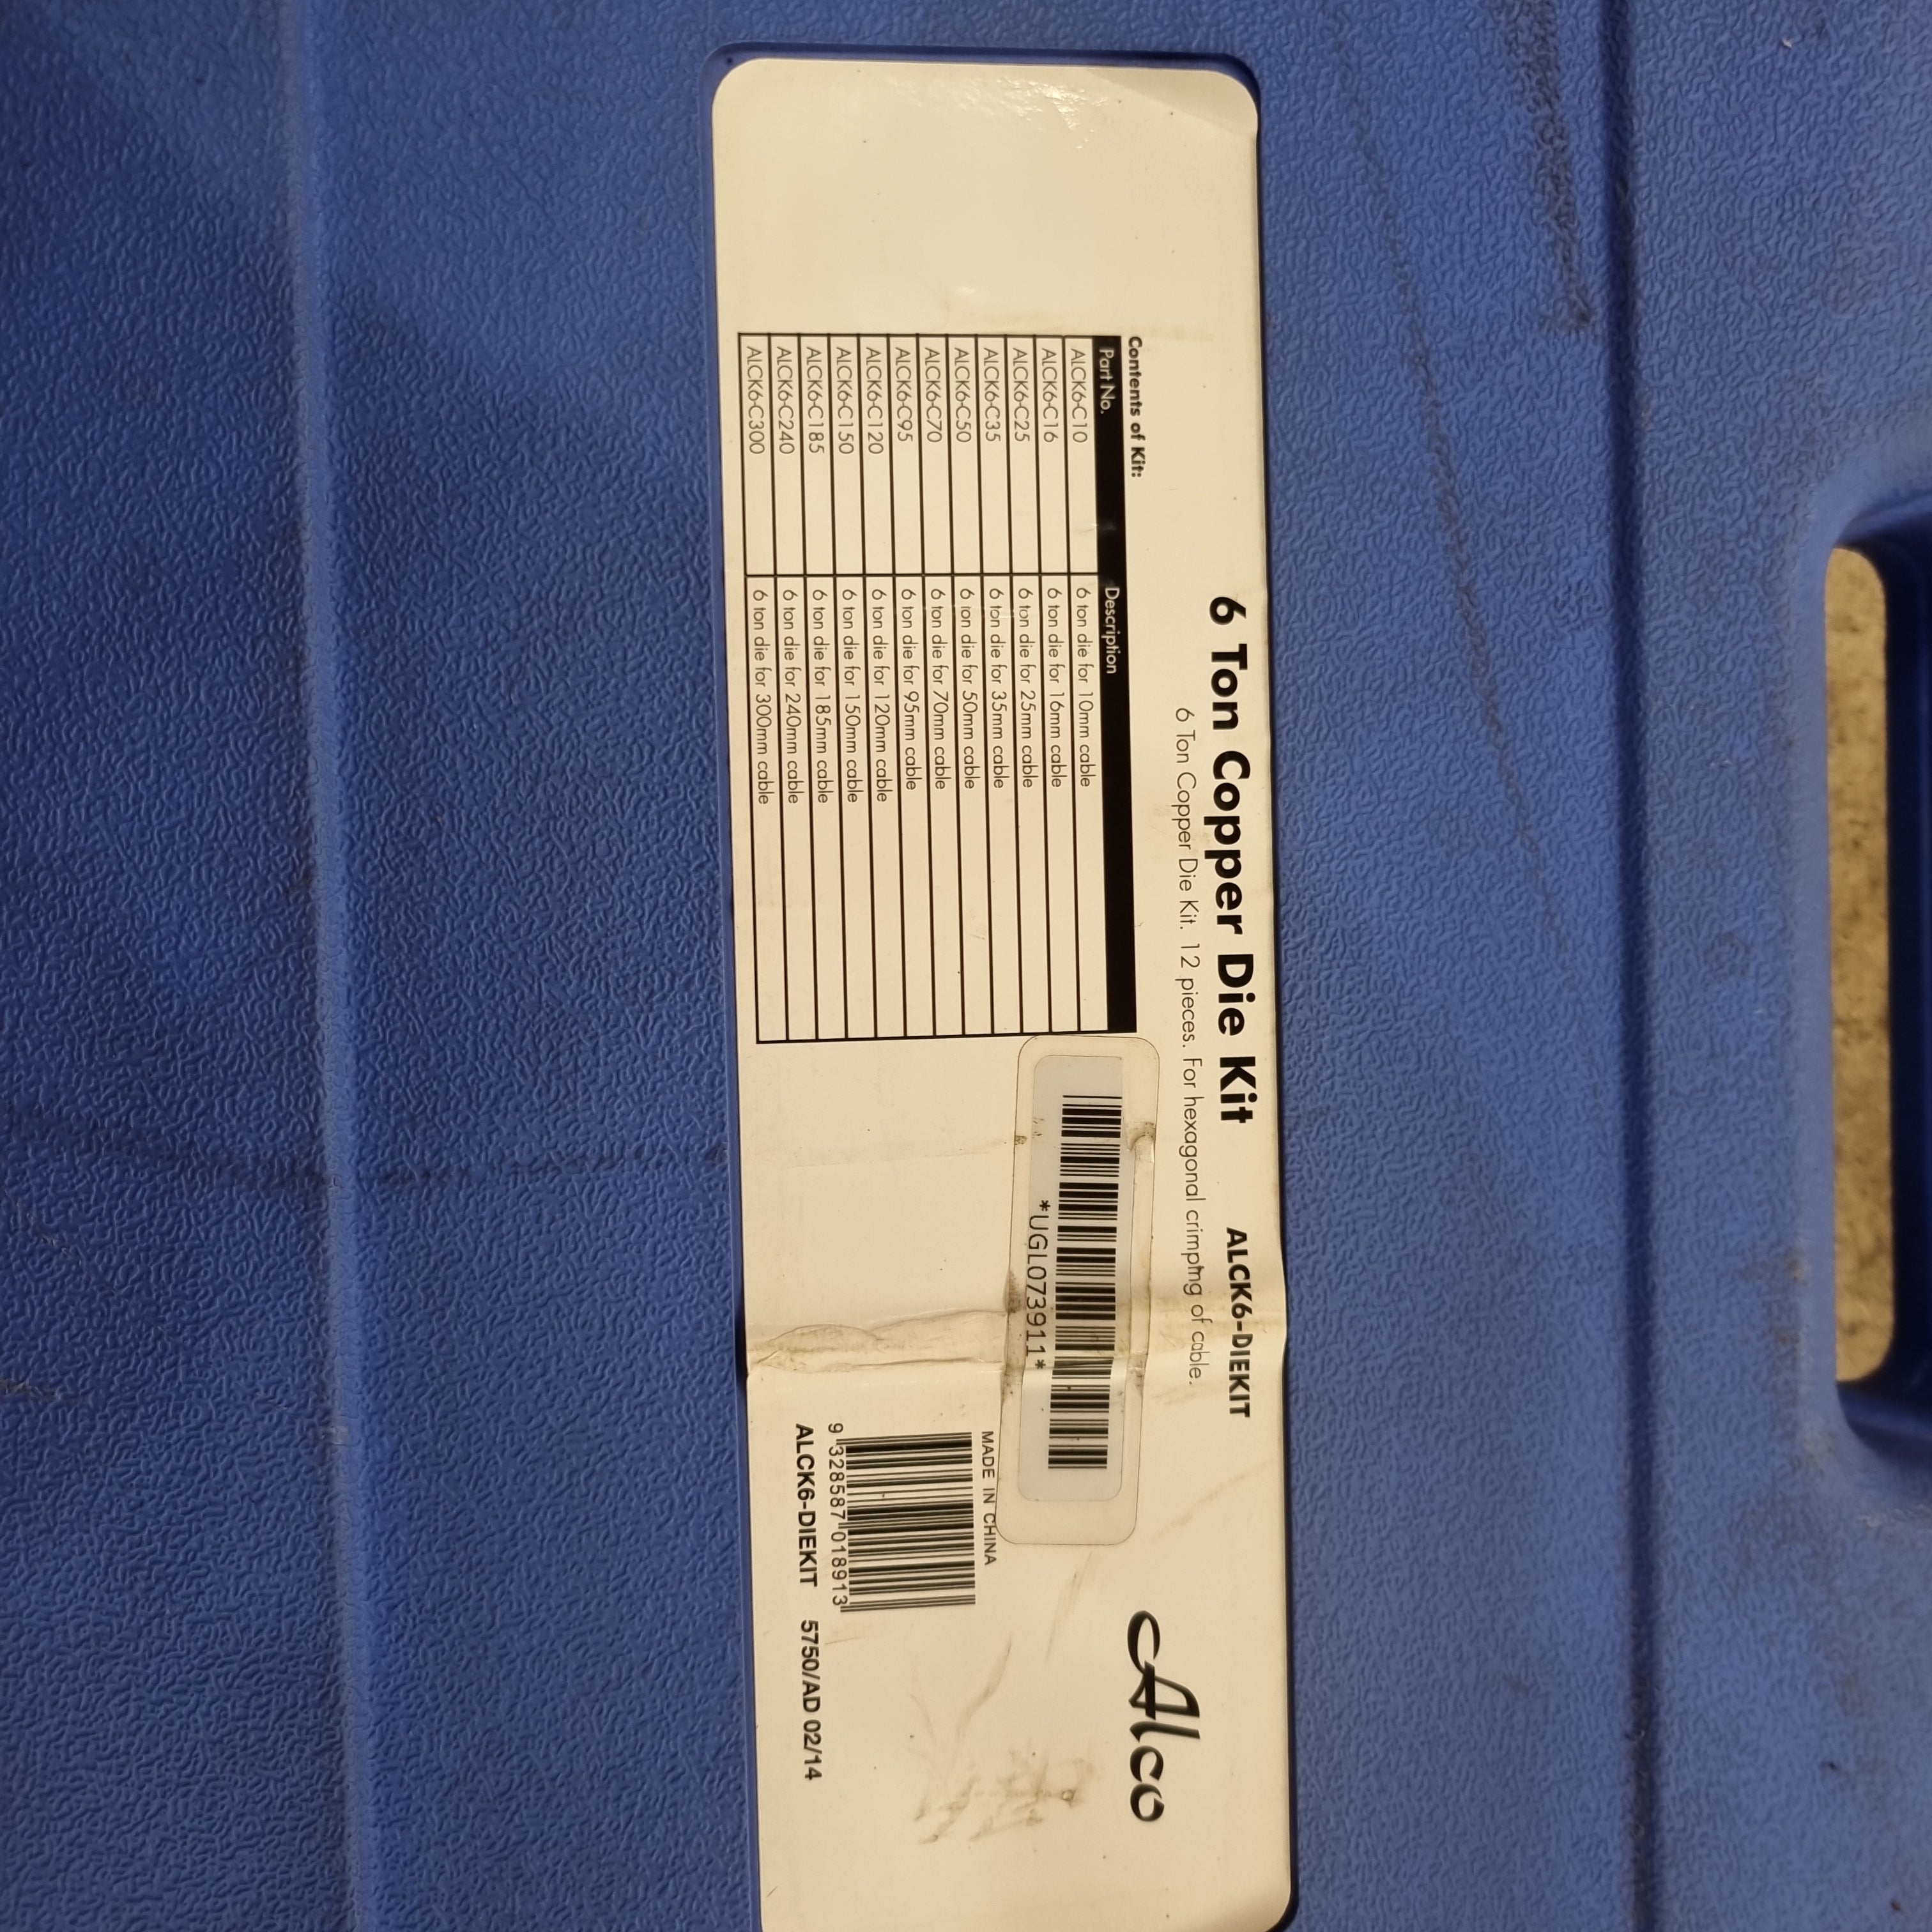 6 Ton Copper Die Kit ALCK6-DIEKIT
6 Ton Copper Die Kit. 12 pieces. For hexagonal crimping of cable.
Contents of Kit:
Part No. Description
ALCK6-C10 6 ton die for 10mm cable
ALCK6-C16 6 ton die for 16mm cable
ALCK6-C25 6 ton die for 25mm cable
ALCK6-C35 6 ton die for 35mm cable
ALCK6-C50 6 ton die for 50mm cable
ALCK6-C70 6 ton die for 70mm cable
ALCK6-C95 6 ton die for 95mm cable
ALCK6-C120 6 ton die for 120mm cable
ALCK6-C150 6 ton die for 150mm cable
ALCK6-C185 6 ton die for 185mm cable
ALCK6-C240 6 ton die for 240mm cable
ALCK6-C300 6 ton die for 300mm cable
*UGL073911*
Alco
MADE IN CHINA
9 328587 018913
ALCK6-DIEKIT 5750/AD 02/14